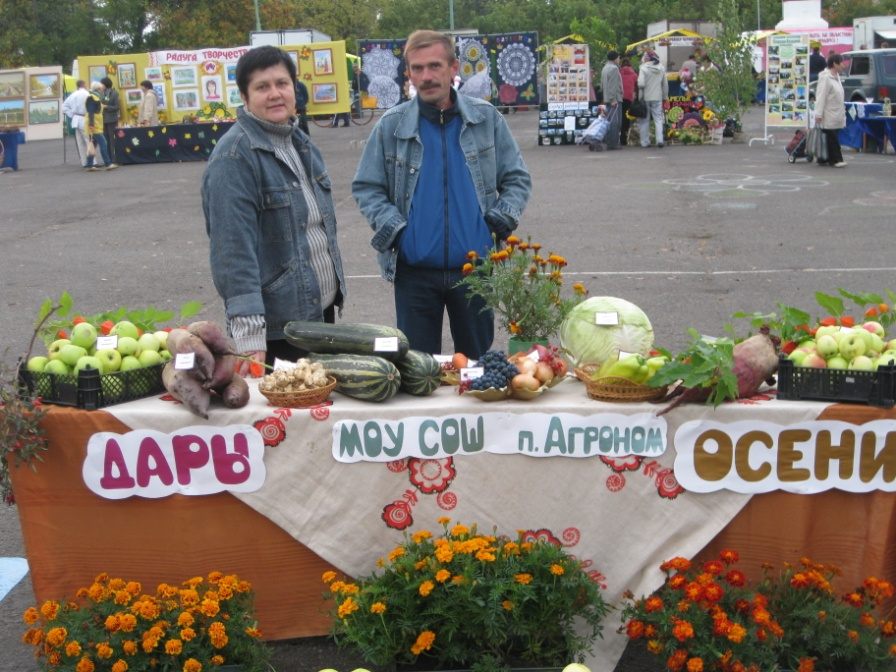 РАДУГА ТВОРЧЕСТВА
ДАРЫ
МОУ СОШ п. АГРОНОМ
ОСЕНИ